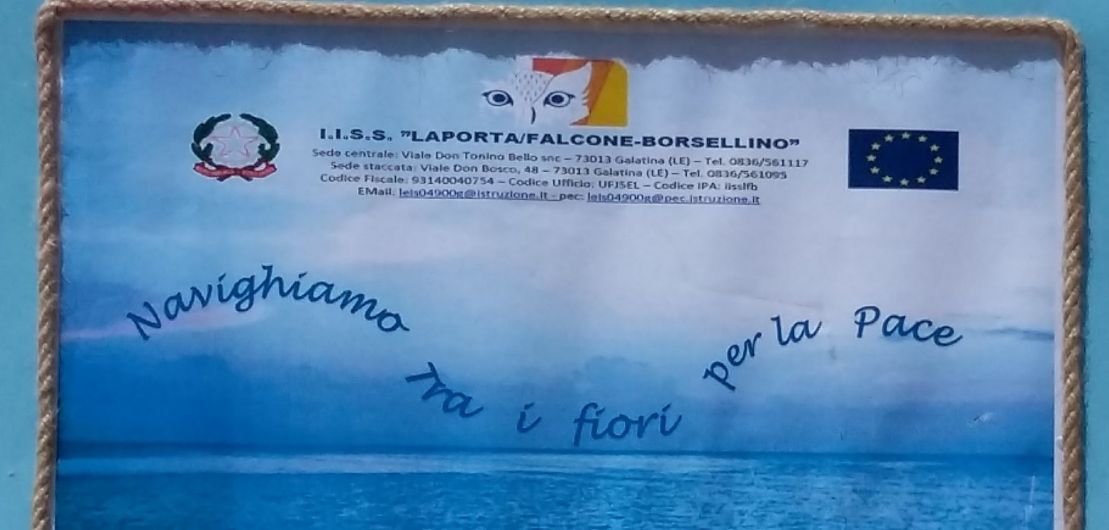 I.I.S.S. "LAPORTA/FALCONE-BORSELLINO"
Sede centrale: Viale Don Tonino Bello snc – 73013 Galatina (LE) – Tel. 0836/561117
Sede staccata: Viale Don Bosco, 48 – 73013 Galatina (LE) – Tel. 0836/561095
Codice Fiscale: 93140040754 – Codice Ufficio: UFJ5EL – Codice IPA: iisslfb
EMail: leis04900g@istruzione.it - pec: leis04900g@pec.istruzione.it
Navighiamo
Tra i fiori
per la Pace